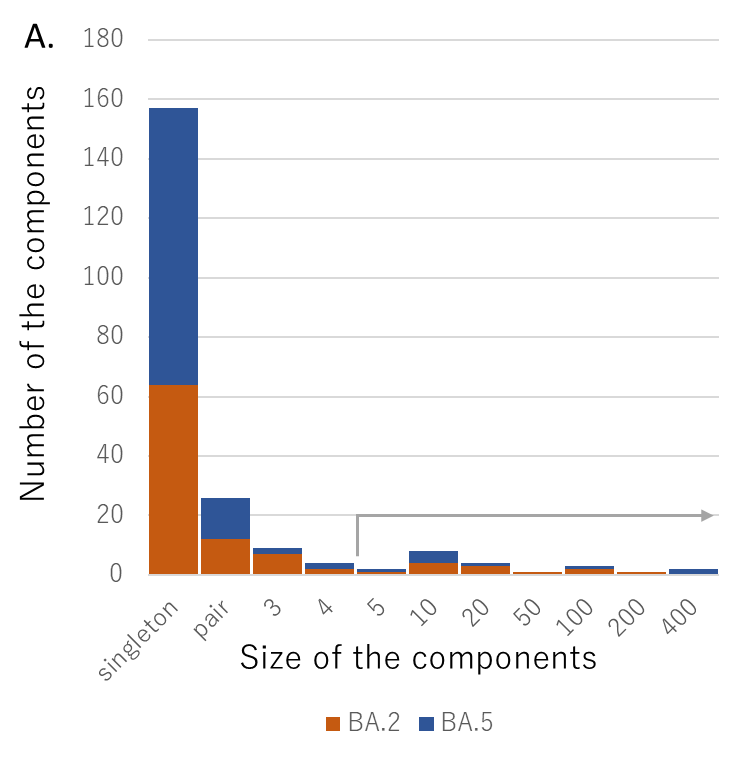 A.
Number of the components
180
160
140
120
100
80
60
40
20
0
singleton pair 3 4 5 10 20 50 100 200 400
Size of the components
BA.2 BA.5